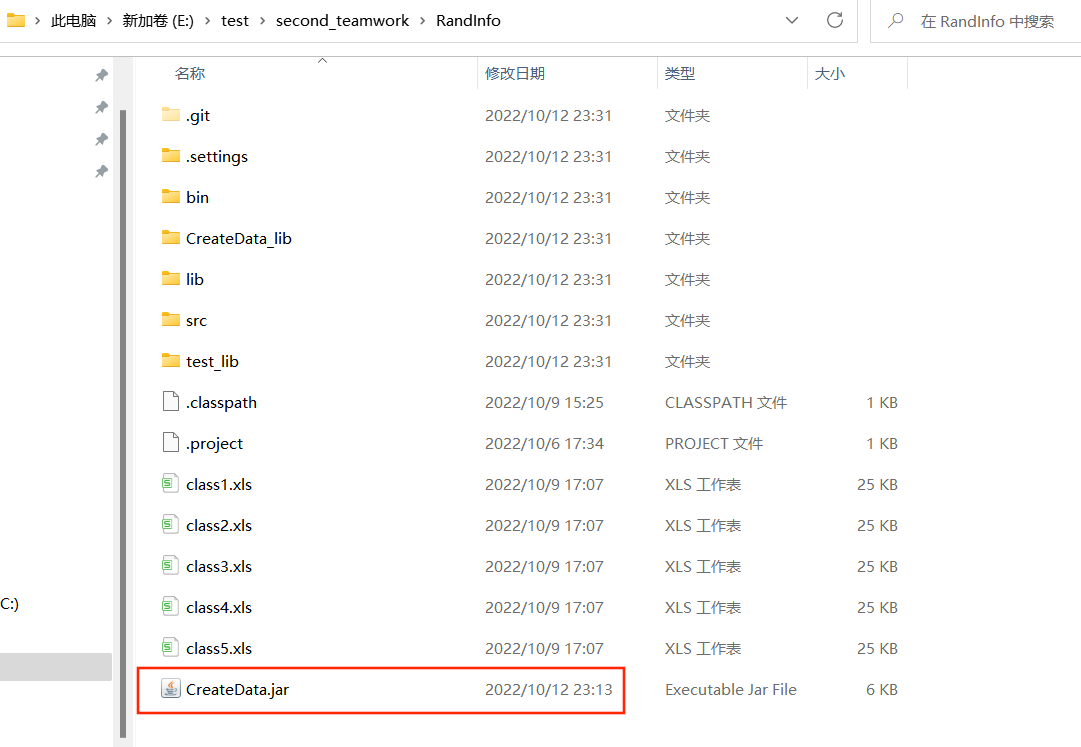 此电脑 › 新加卷 (E:) › test › second_teamwork › RandInfo 在 RandInfo 中搜索
名称 修改日期 类型 大小
.git 2022/10/12 23:31 文件夹
.settings 2022/10/12 23:31 文件夹
bin 2022/10/12 23:31 文件夹
CreateData_lib 2022/10/12 23:31 文件夹
lib 2022/10/12 23:31 文件夹
src 2022/10/12 23:31 文件夹
test_lib 2022/10/12 23:31 文件夹
.classpath 2022/10/9 15:25 CLASSPATH 文件 1 KB
.project 2022/10/6 17:34 PROJECT 文件 1 KB
class1.xls 2022/10/9 17:07 XLS 工作表 25 KB
class2.xls 2022/10/9 17:07 XLS 工作表 25 KB
class3.xls 2022/10/9 17:07 XLS 工作表 25 KB
C:) class4.xls 2022/10/9 17:07 XLS 工作表 25 KB
class5.xls 2022/10/9 17:07 XLS 工作表 25 KB
CreateData.jar 2022/10/12 23:13 Executable Jar File 6 KB